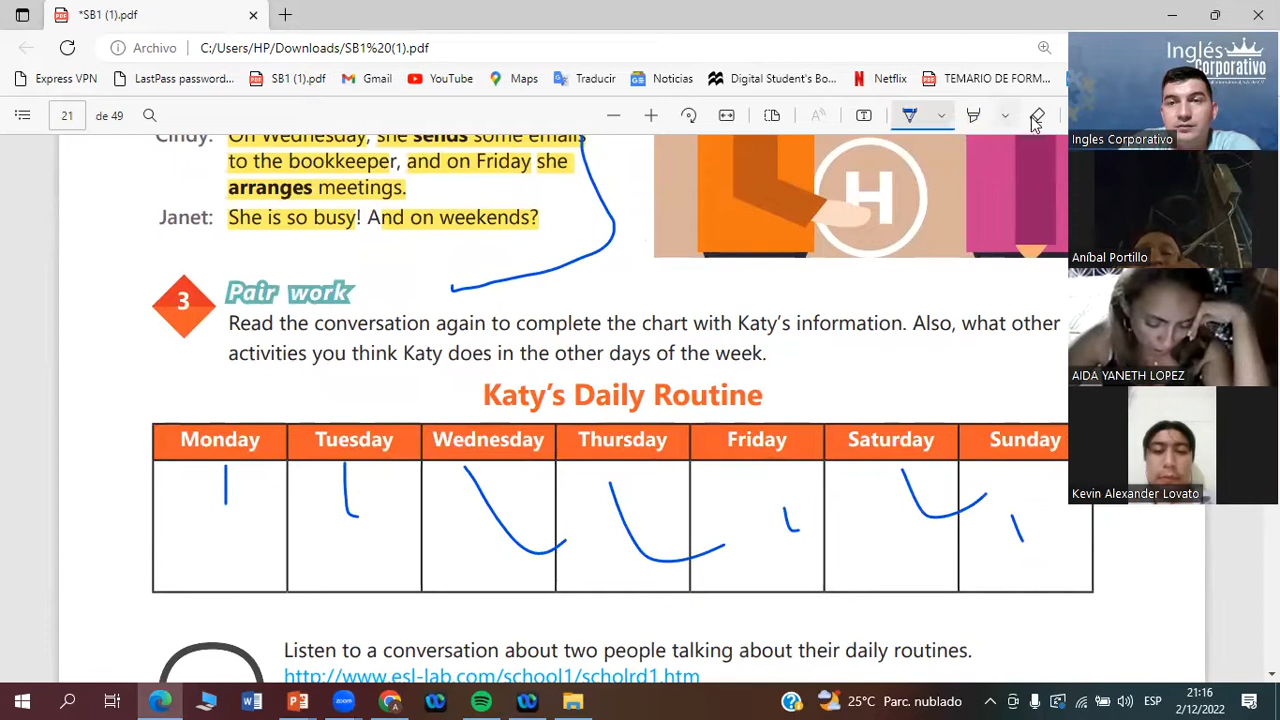 *SB1 (1).pdf
Archivo C:/Users/HP/Downloads/SB1%20(1).pdf
Express VPN LastPass password... SB1 (1).pdf Gmail YouTube Maps Traducir Noticias Digital Student's Bo... Netflix TEMARIO DE FORM...
21 de 49
Cindy: On Wednesday, she sends some emails
to the bookkeeper, and on Friday she
arranges meetings.
Janet: She is so busy! And on weekends?
H
3 Pair work
Read the conversation again to complete the chart with Katy's information. Also, what other
activities you think Katy does in the other days of the week.
Katy's Daily Routine
Monday Tuesday Wednesday Thursday Friday Saturday Sunday
Listen to a conversation about two people talking about their daily routines.
http://www.esl-lab.com/school1/scholrd1.htm
Inglés
Corporativo
Ingles Corporativo
Aníbal Portillo
AIDA YANETH LOPEZ
Kevin Alexander Lovato
25°C Parc. nublado
ESP
21:16
2/12/2022